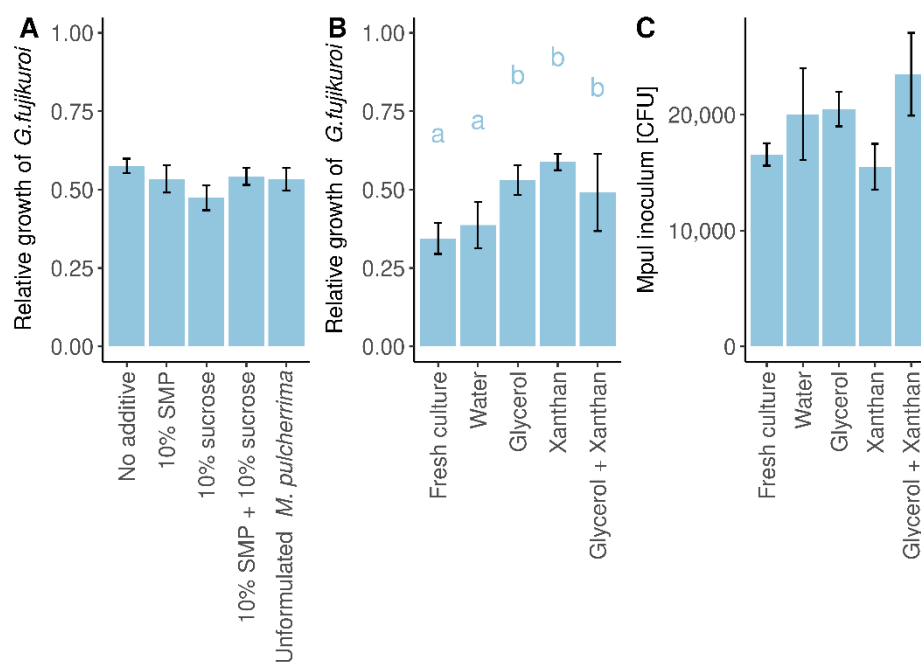 A
Relative growth of G.fujikuroi
1.00
0.75
0.50
0.25
0.00
No additive
10% SMP
10% sucrose
10% SMP + 10% sucrose
Unformulated M. pulcherrima
B
Relative growth of G.fujikuroi
1.00
0.75
0.50
0.25
0.00
a
a
b
b
b
Fresh culture
Water
Glycerol
Xanthan
Glycerol + Xanthan
C
Mpul inoculum [CFU]
20,000
10,000
0
Fresh culture
Water
Glycerol
Xanthan
Glycerol + Xanthan